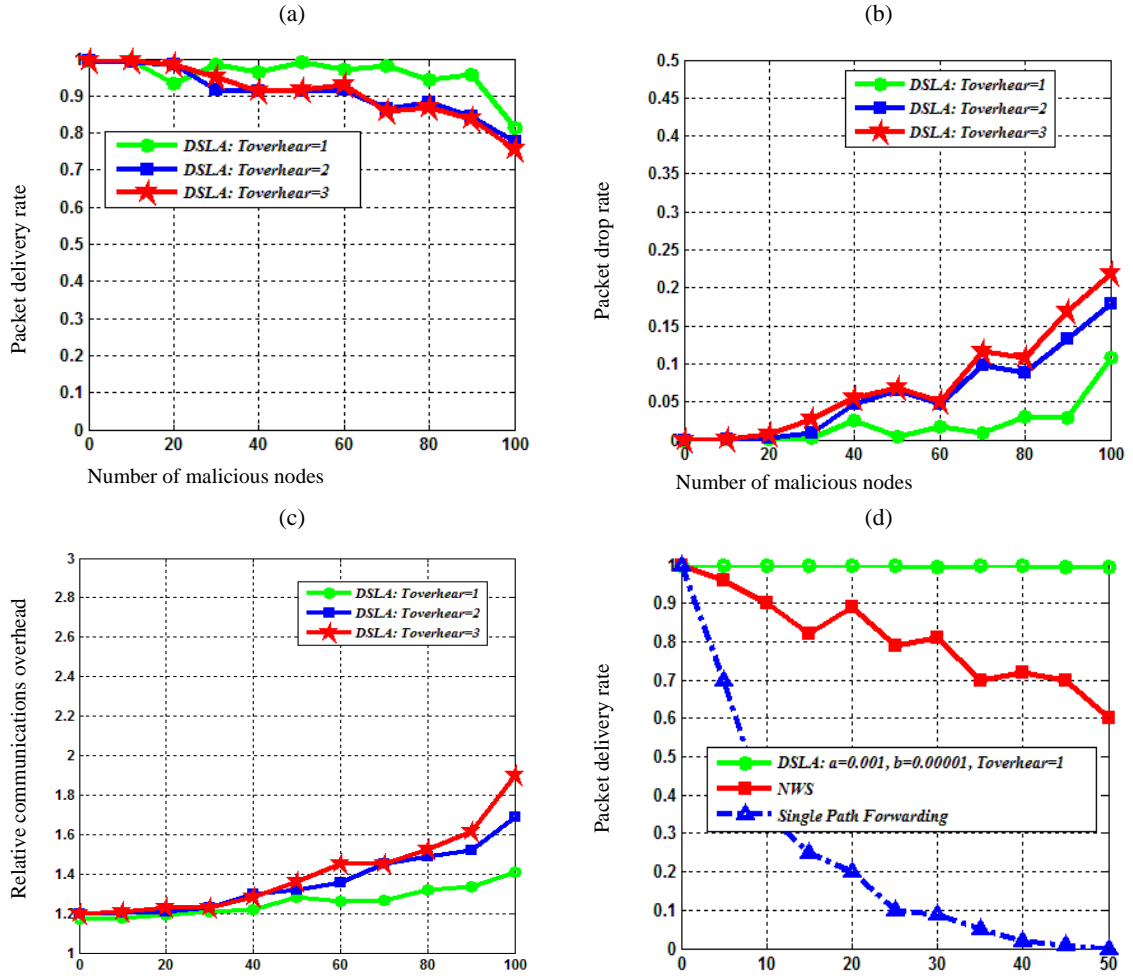 (a)
1
0.9
0.8
0.7
0.6
0.5
0.4
0.3
0.2
0.1
0
Packet delivery rate
DSLA: Toverhear=1
DSLA: Toverhear=2
DSLA: Toverhear=3
0 20 40 60 80 100
Number of malicious nodes
(b)
0.5
0.45
0.4
0.35
0.3
0.25
0.2
0.15
0.1
0.05
0
Packet drop rate
DSLA: Toverhear=1
DSLA: Toverhear=2
DSLA: Toverhear=3
0 20 40 60 80 100
Number of malicious nodes
(c)
3
2.8
2.6
2.4
2.2
2
1.8
1.6
1.4
1.2
1
Relative communications overhead
DSLA: Toverhear=1
DSLA: Toverhear=2
DSLA: Toverhear=3
0 20 40 60 80 100
(d)
1
0.9
0.8
0.7
0.6
0.5
0.4
0.3
0.2
0.1
0
Packet delivery rate
DSLA: a=0.001, b=0.00001, Toverhear=1
NWS
Single Path Forwarding
0 10 20 30 40 50